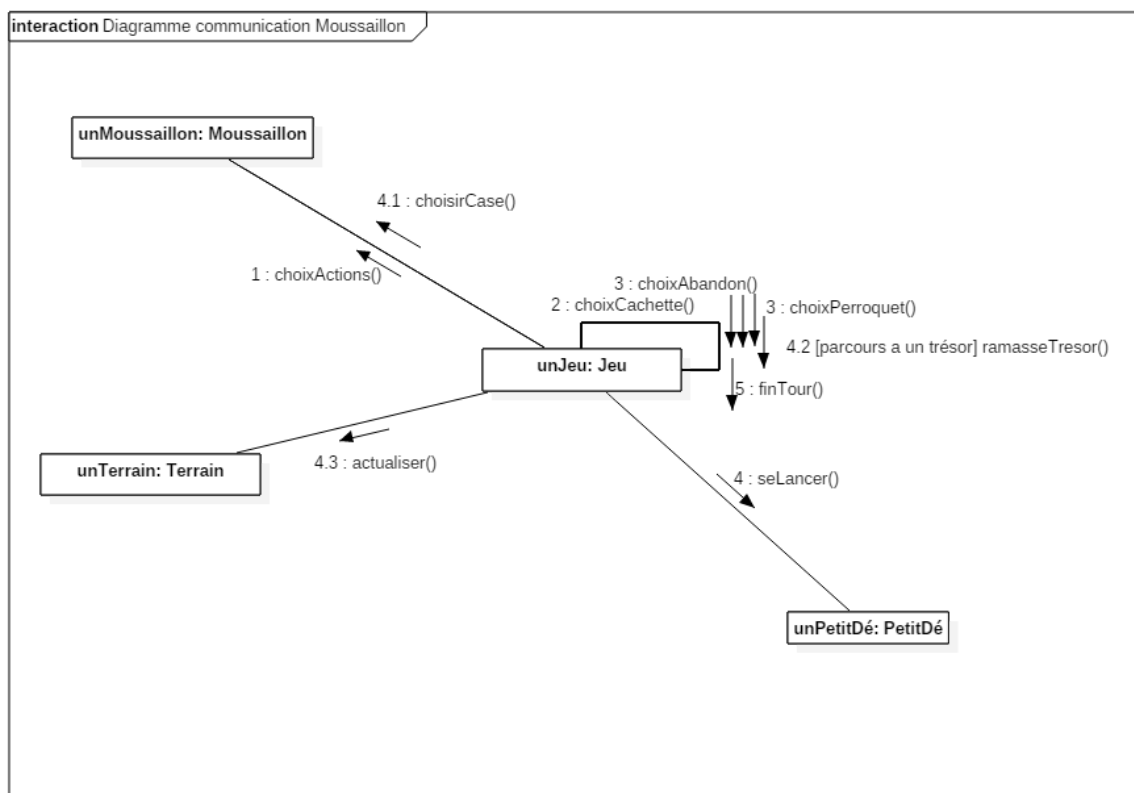 interaction Diagramme communication Moussaillon
unMoussaillon: Moussaillon
4.1 : choisirCase()
1 : choixActions()
3 : choixAbandon()
2 : choixCachette()
3 : choixPerroquet()
4.2 [parcours a un trésor] ramasseTresor()
unJeu: Jeu
5 : finTour()
unTerrain: Terrain
4.3 : actualiser()
4 : seLancer()
unPetitDé: PetitDé